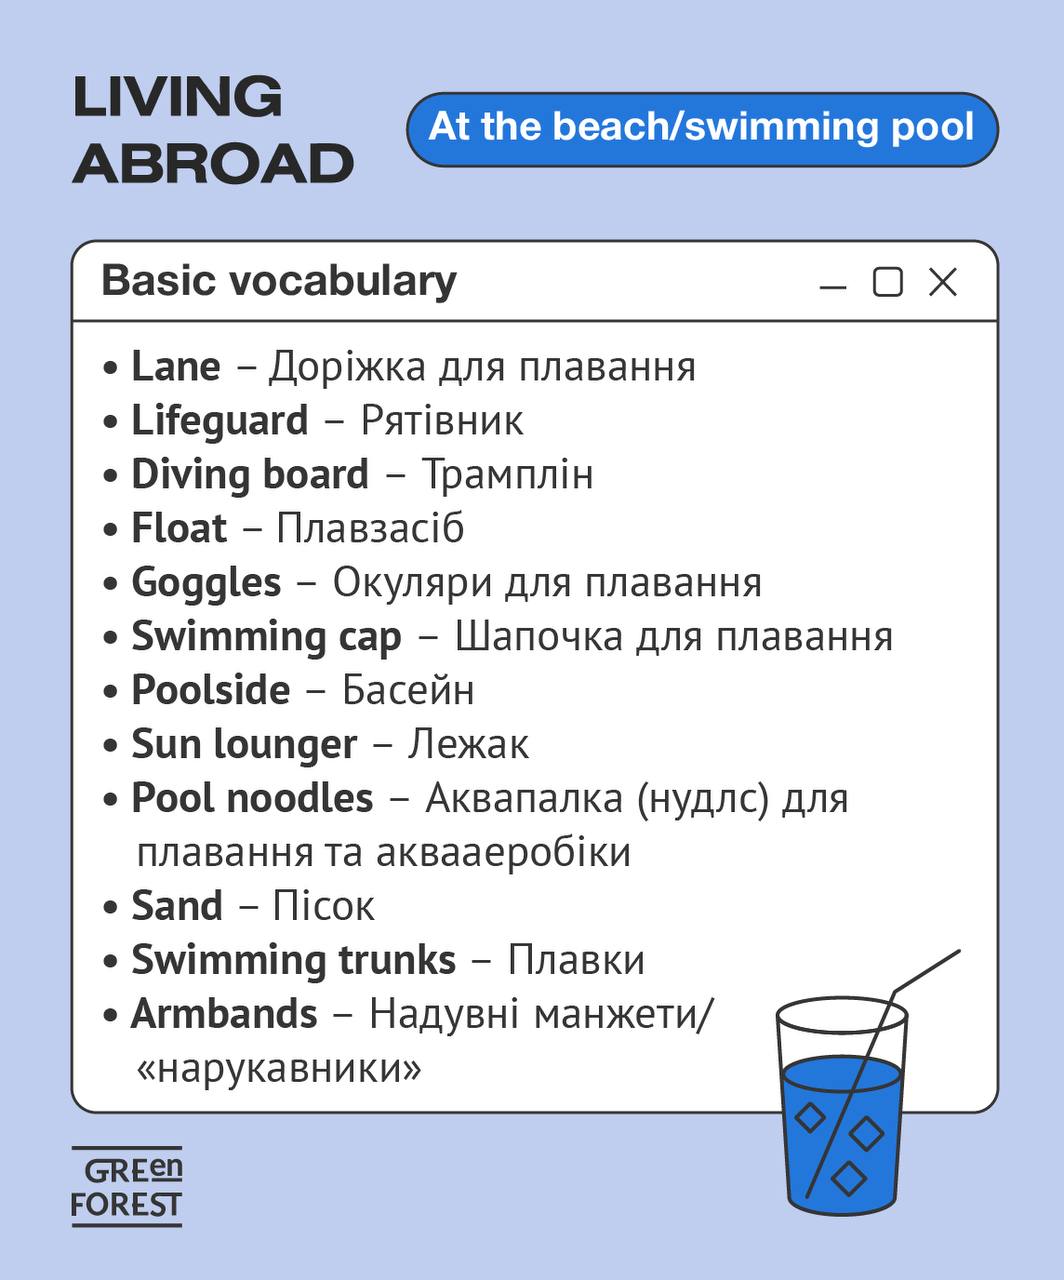 LIVING
ABROAD
At the beach/swimming pool
Basic vocabulary
• Lane – Доріжка для плавання
• Lifeguard – Рятівник
• Diving board – Трамплін
• Float – Плавзасіб
• Goggles – Окуляри для плавання
• Swimming cap – Шапочка для плавання
• Poolside – Басейн
• Sun lounger – Лежак
• Pool noodles – Аквапалка (нудлс) для
плавання та аквааеробіки
• Sand – Пісок
• Swimming trunks – Плавки
• Armbands – Надувні манжети/
«нарукавники»
GREen
FOREST